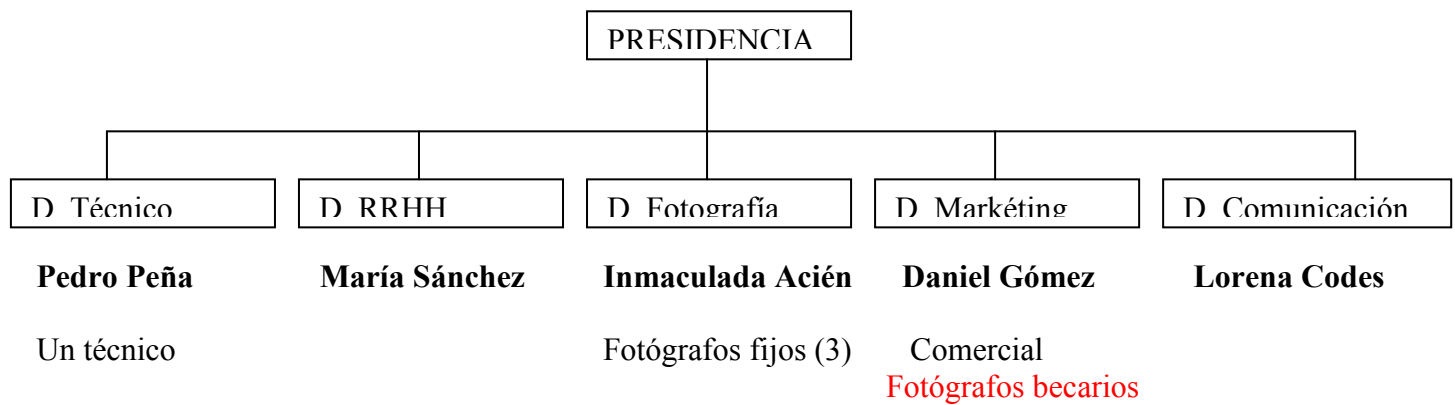 PRESIDENCIA
D. Técnico
D. RRHH
D. Fotografía
D. Markéting
D. Comunicación
Pedro Peña
María Sánchez
Inmaculada Acién
Daniel Gómez
Lorena Codes
Un técnico
Fotógrafos fijos (3)
Comercial
Fotógrafos becarios